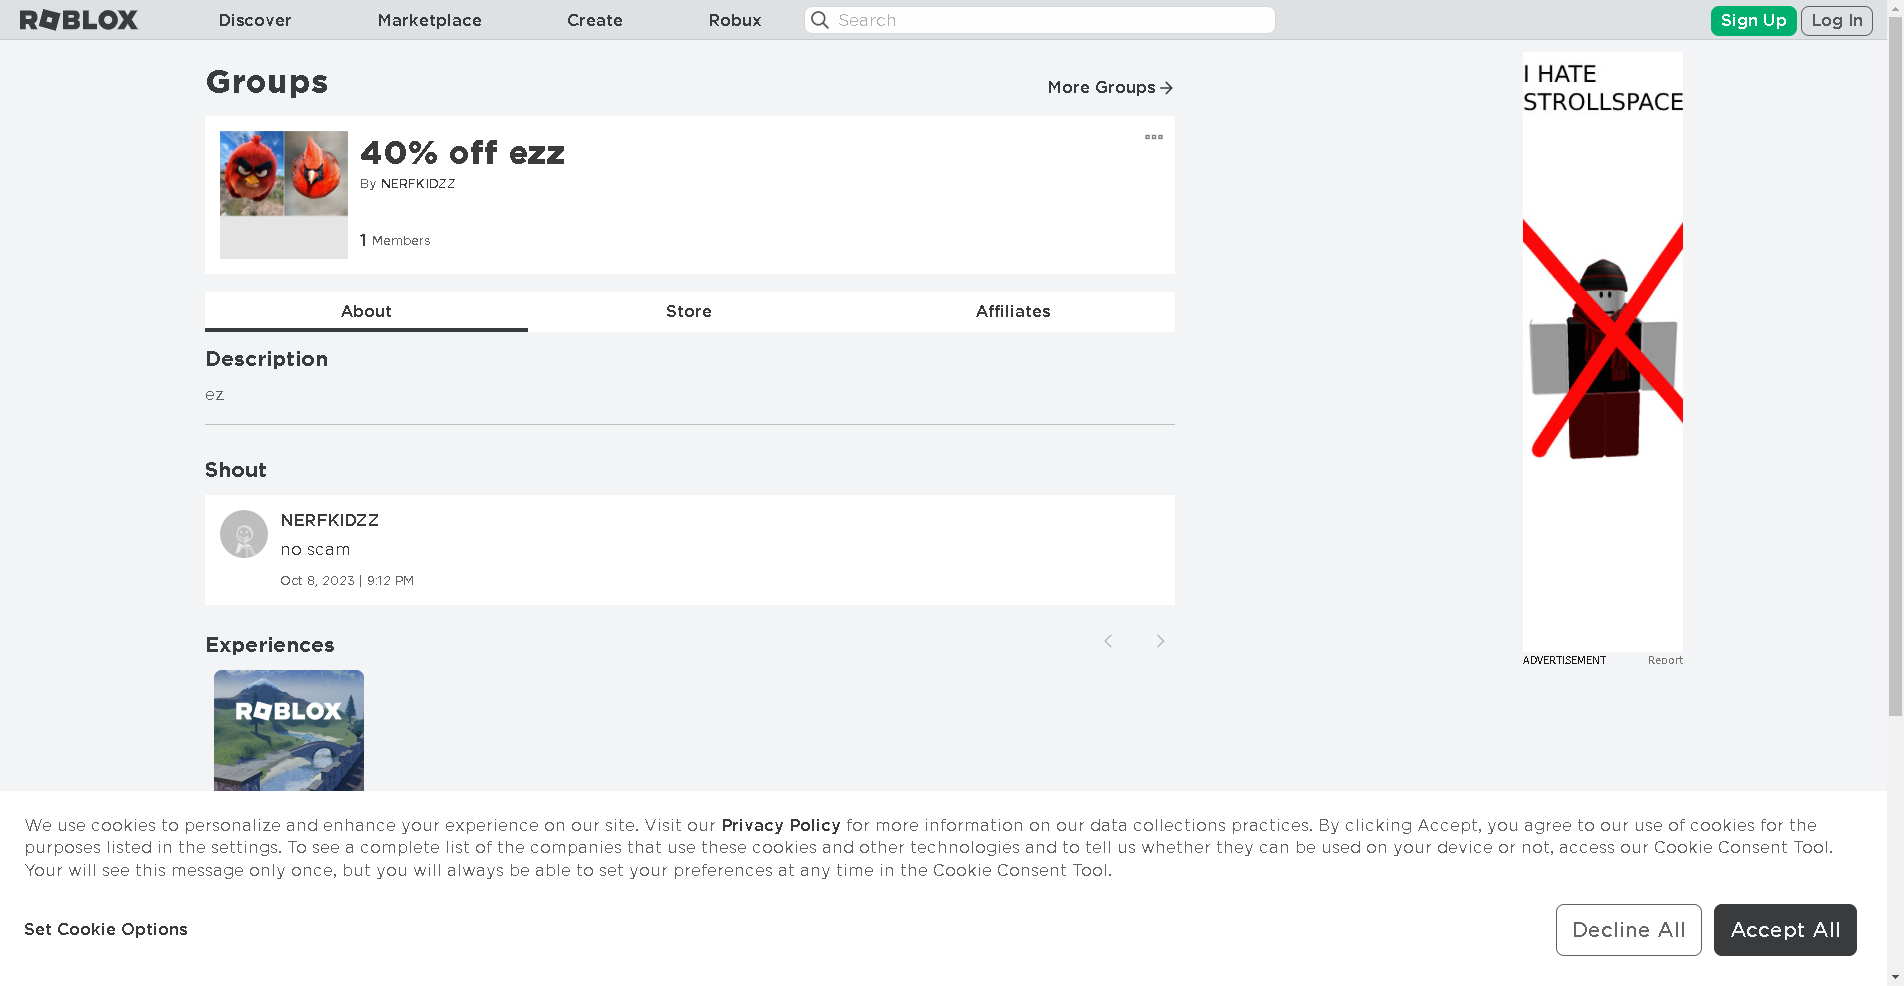 ROBLOX
Discover
Marketplace
Create
Robux
Search
Sign Up
Log In
Groups
More Groups
40% off ezz
By NERFKIDZZ
1 Members
About
Store
Affiliates
Description
ez
Shout
NERFKIDZZ
no scam
Oct 8, 2023 | 9:12 PM
Experiences
ROBLOX
I HATE
STROLLSPACE
ADVERTISEMENT
Report
We use cookies to personalize and enhance your experience on our site. Visit our Privacy Policy for more information on our data collections practices. By clicking Accept, you agree to our use of cookies for the
purposes listed in the settings. To see a complete list of the companies that use these cookies and other technologies and to tell us whether they can be used on your device or not, access our Cookie Consent Tool.
Your will see this message only once, but you will always be able to set your preferences at any time in the Cookie Consent Tool.
Set Cookie Options
Decline All
Accept All